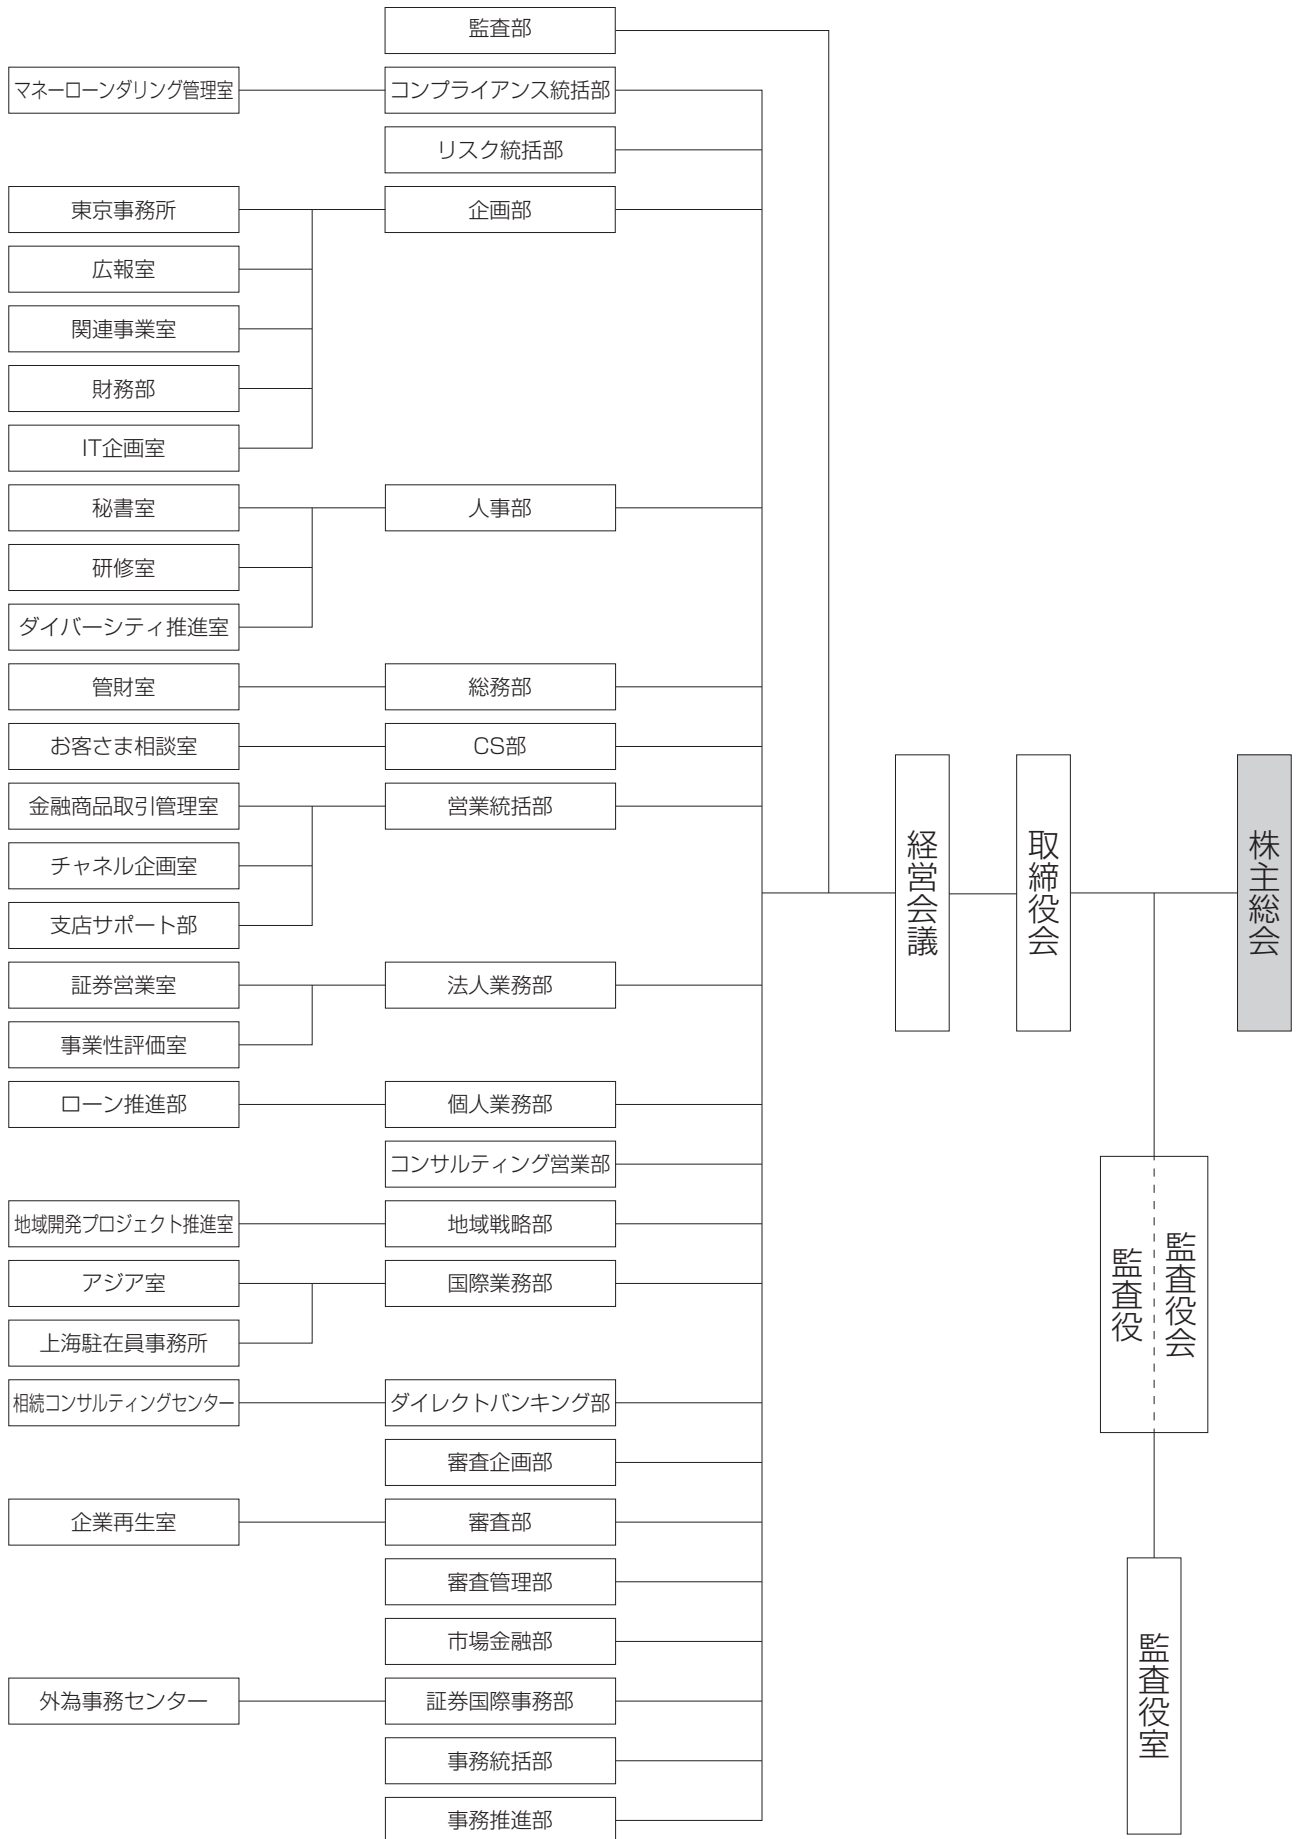 監査部
マネーローンダリング管理室
コンプライアンス統括部
リスク統括部
東京事務所
企画部
広報室
関連事業室
財務部
IT企画室
秘書室
人事部
研修室
ダイバーシティ推進室
管財室
総務部
お客さま相談室
CS部
金融商品取引管理室
営業統括部
チャネル企画室
支店サポート部
証券営業室
法人業務部
事業性評価室
ローン推進部
個人業務部
コンサルティング営業部
地域開発プロジェクト推進室
地域戦略部
アジア室
国際業務部
上海駐在員事務所
相続コンサルティングセンター
ダイレクトバンキング部
審査企画部
企業再生室
審査部
審査管理部
市場金融部
外為事務センター
証券国際事務部
事務統括部
事務推進部
経営会議
取締役会
株主総会
監査役会
監査役
監査役室